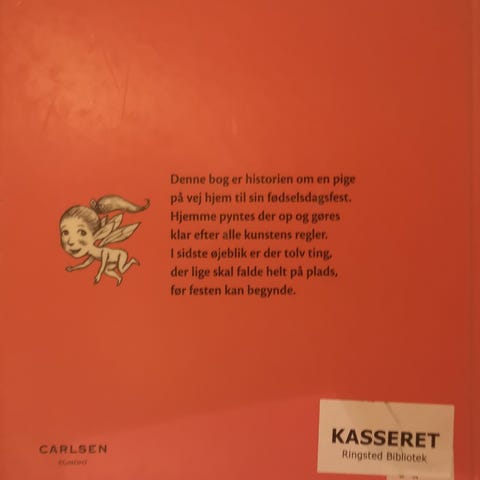 Denne bog er historien om en pige
på vej hjem til sin fødselsdagsfest.
Hjemme pyntes der op og gøres
klar efter alle kunstens regler.
I sidste øjeblik er der tolv ting,
der lige skal falde helt på plads,
før festen kan begynde.
CARLSEN
EGMONT
KASSERET
Ringsted Bibliotek